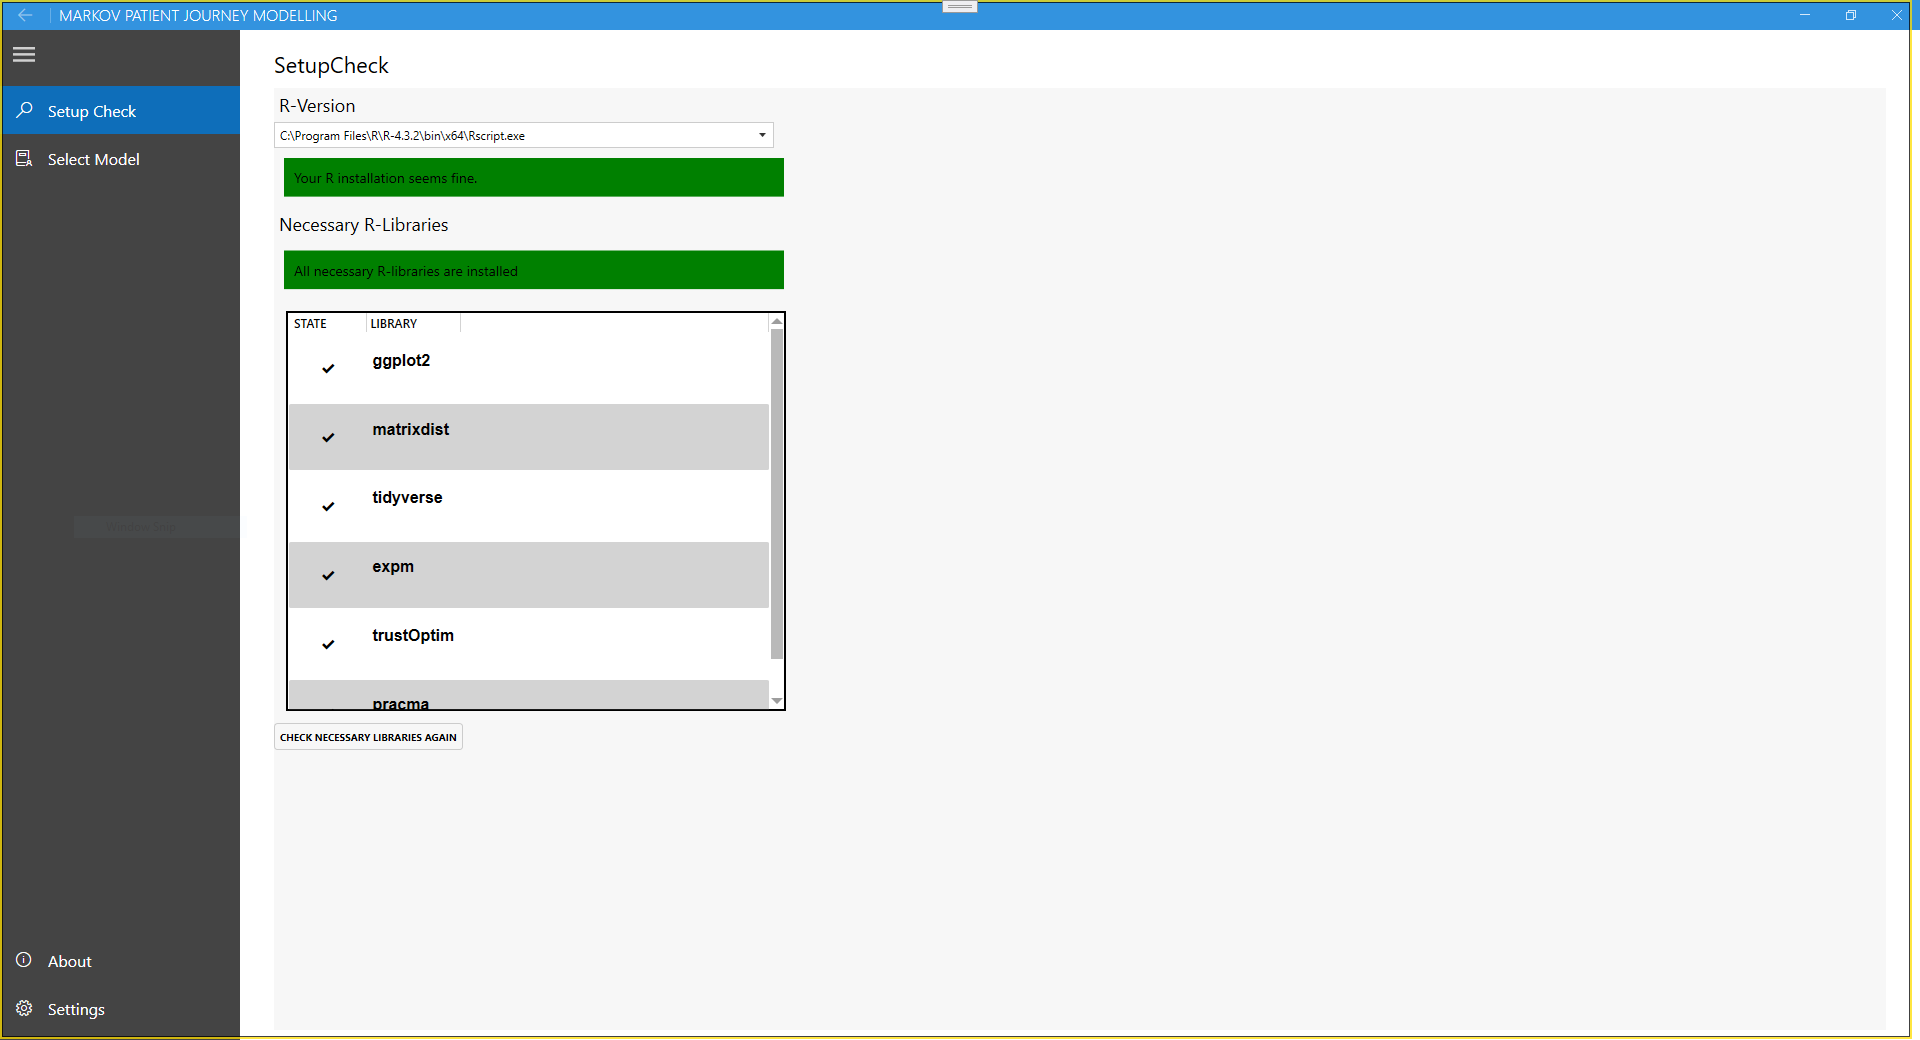 MARKOV PATIENT JOURNEY MODELLING
Setup Check
Select Model
About
Settings
SetupCheck
R-Version
C:\Program Files\R\R-4.3.2\bin\x64\Rscript.exe
Your R installation seems fine.
Necessary R-Libraries
All necessary R-libraries are installed
STATE LIBRARY
ggplot2
matrixdist
tidyverse
expm
trustOptim
pracma
CHECK NECESSARY LIBRARIES AGAIN